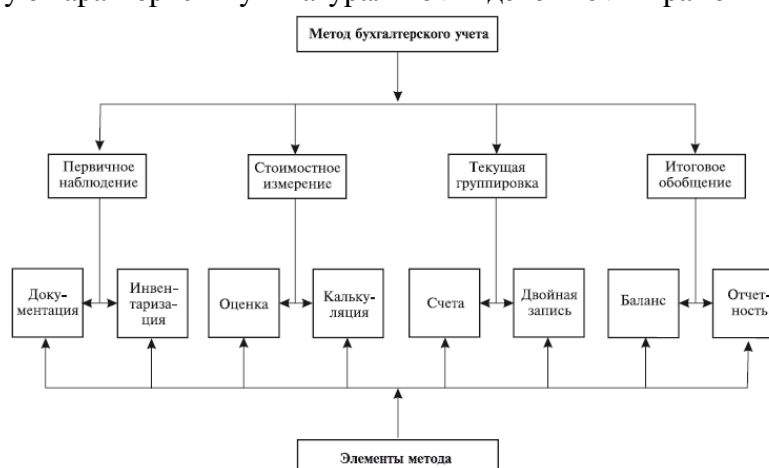 Метод бухгалтерского учета
Первичное
наблюдение
Стоимостное
измерение
Текущая
группировка
Итоговое
обобщение
Доку-
ментация
Инвен-
тариза-
ция
Оценка
Кальку-
ляция
Счета
Двойная
запись
Баланс
Отчет-
ность
Элементы метода